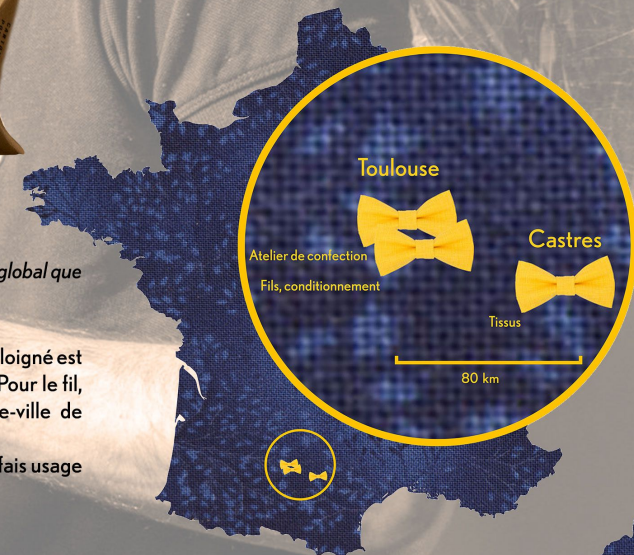 global que
loigné est
Pour le fil,
e-ville de
fais usage
Toulouse
Atelier de confection
Fils, conditionnement
Castres
Tissus
80 km